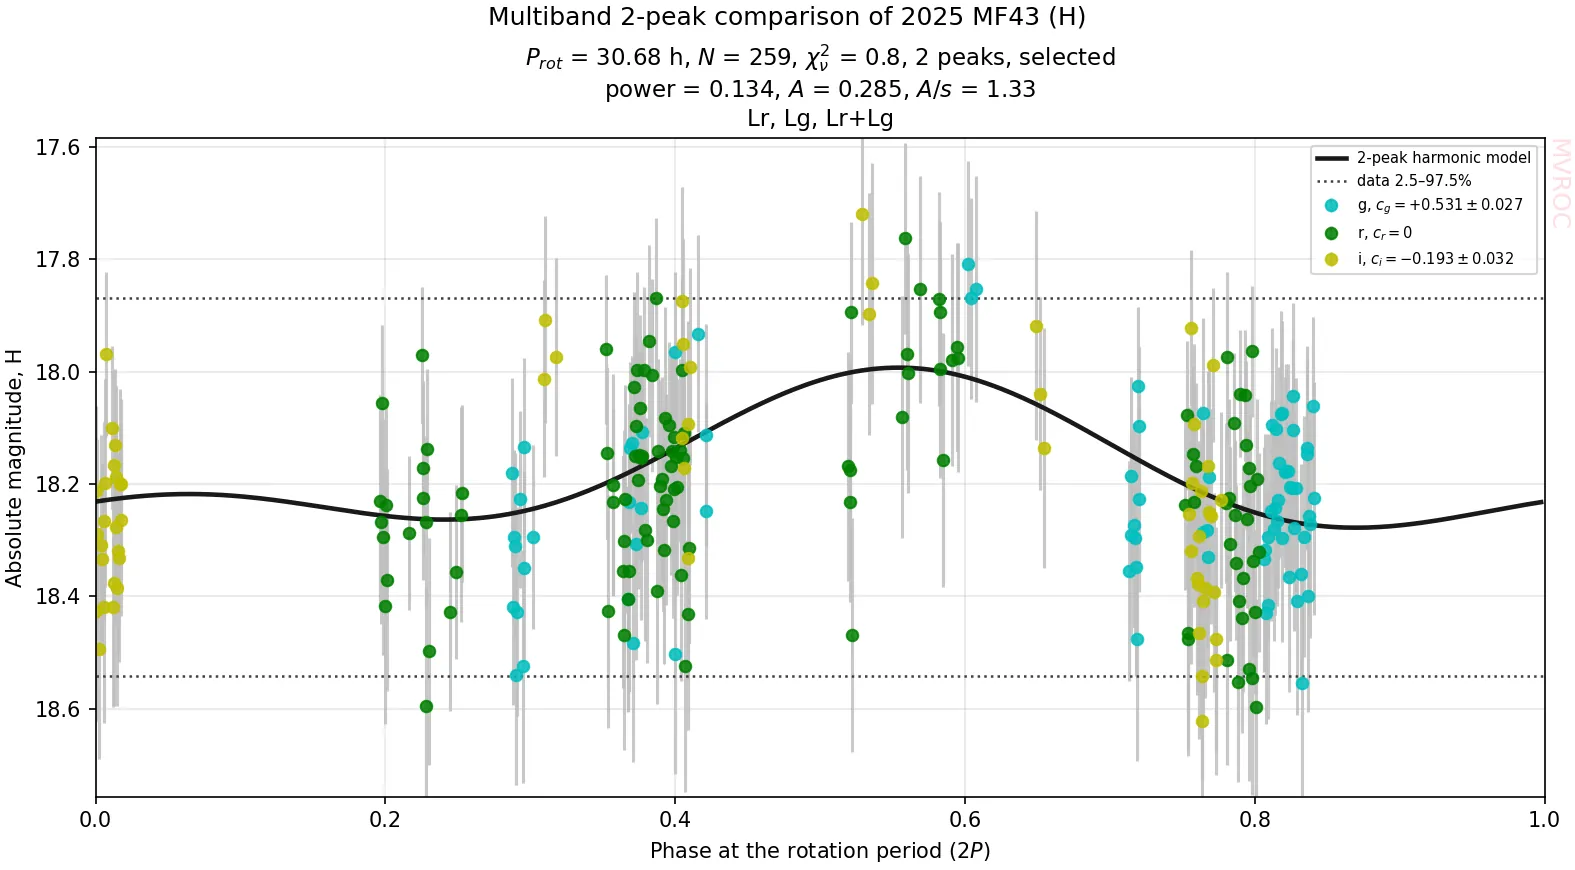 Multiband 2-peak comparison of 2025 MF43 (H)
P_rot = 30.68 h, N = 259, χ²_ν = 0.8, 2 peaks, selected
power = 0.134, A = 0.285, A/s = 1.33
Lr, Lg, Lr+Lg
2-peak harmonic model
data 2.5–97.5%
g, c_g = +0.531 ± 0.027
r, c_r = 0
i, c_i = −0.193 ± 0.032
MVROC
Absolute magnitude, H
17.6
17.8
18.0
18.2
18.4
18.6
0.0 0.2 0.4 0.6 0.8 1.0
Phase at the rotation period (2P)